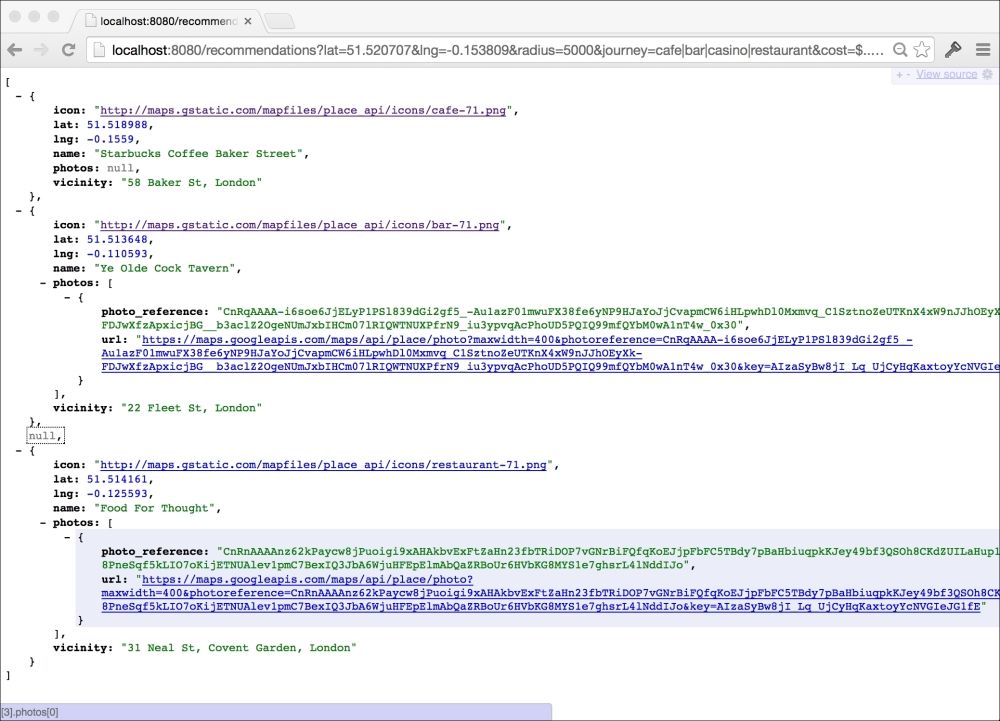 localhost:8080/recommend
localhost:8080/recommendations?lat=51.520707&lng=-0.153809&radius=5000&journey=cafe|bar|casino|restaurant&cost=$.....
+ - View source
[
- {
icon: "http://maps.gstatic.com/mapfiles/place_api/icons/cafe-71.png",
lat: 51.518988,
lng: -0.1559,
name: "Starbucks Coffee Baker Street",
photos: null,
vicinity: "58 Baker St, London"
},
- {
icon: "http://maps.gstatic.com/mapfiles/place_api/icons/bar-71.png",
lat: 51.513648,
lng: -0.110593,
name: "Ye Olde Cock Tavern",
- photos: [
- {
photo_reference: "CnRqAAAA-i6soe6JjELyP1PSl839dGi2gf5_-AulazF01mwuFX38fe6yNP9HJaYoJjCvapmCW6iHLpwhDl0Mxmvq_C1SztnoZeUTKnX4xW9nJJhOEyX
FDJwXfzApxicjBG__b3aclZ2OgeNUmJxbIHCm07lRIQWTNUXPfrN9_iu3ypvqAcPhoUD5PQIQ99mfQYbM0wA1nT4w_0x30",
url: "https://maps.googleapis.com/maps/api/place/photo?maxwidth=400&photoreference=CnRqAAAA-i6soe6JjELyP1PSl839dGi2gf5_-
AulazF01mwuFX38fe6yNP9HJaYoJjCvapmCW6iHLpwhDl0Mxmvq_C1SztnoZeUTKnX4xW9nJJhOEyXk-
FDJwXfzApxicjBG__b3aclZ2OgeNUmJxbIHCm07lRIQWTNUXPfrN9_iu3ypvqAcPhoUD5PQIQ99mfQYbM0wA1nT4w_0x30&key=AIzaSyBw8jI_Lq_UjCyHqKaxtoyYcNVGIe
}
],
vicinity: "22 Fleet St, London"
},
null,
- {
icon: "http://maps.gstatic.com/mapfiles/place_api/icons/restaurant-71.png",
lat: 51.514161,
lng: -0.125593,
name: "Food For Thought",
- photos: [
- {
photo_reference: "CnRnAAAAnz62kPaycw8jPuoigi9xAHAkbvExFtZaHn23fbTRiDOP7vGNrBiFQfqKoEJjpFbFC5TBdy7pBaHbiuqpkKJey49bf3QSOh8CKdZUILaHupl
8PneSqf5kLIO7oKijETNUAlev1pmC7BexIQ3JbA6WjuHFEpElmAbQaZRBoUr6HVbKG8MYS1e7ghsrL4lNddIJo",
url: "https://maps.googleapis.com/maps/api/place/photo?
maxwidth=400&photoreference=CnRnAAAAnz62kPaycw8jPuoigi9xAHAkbvExFtZaHn23fbTRiDOP7vGNrBiFQfqKoEJjpFbFC5TBdy7pBaHbiuqpkKJey49bf3QSOh8CK
8PneSqf5kLIO7oKijETNUAlev1pmC7BexIQ3JbA6WjuHFEpElmAbQaZRBoUr6HVbKG8MYS1e7ghsrL4lNddIJo&key=AIzaSyBw8jI_Lq_UjCyHqKaxtoyYcNVGIeJG1fE"
}
],
vicinity: "31 Neal St, Covent Garden, London"
}
]
[3].photos[0]